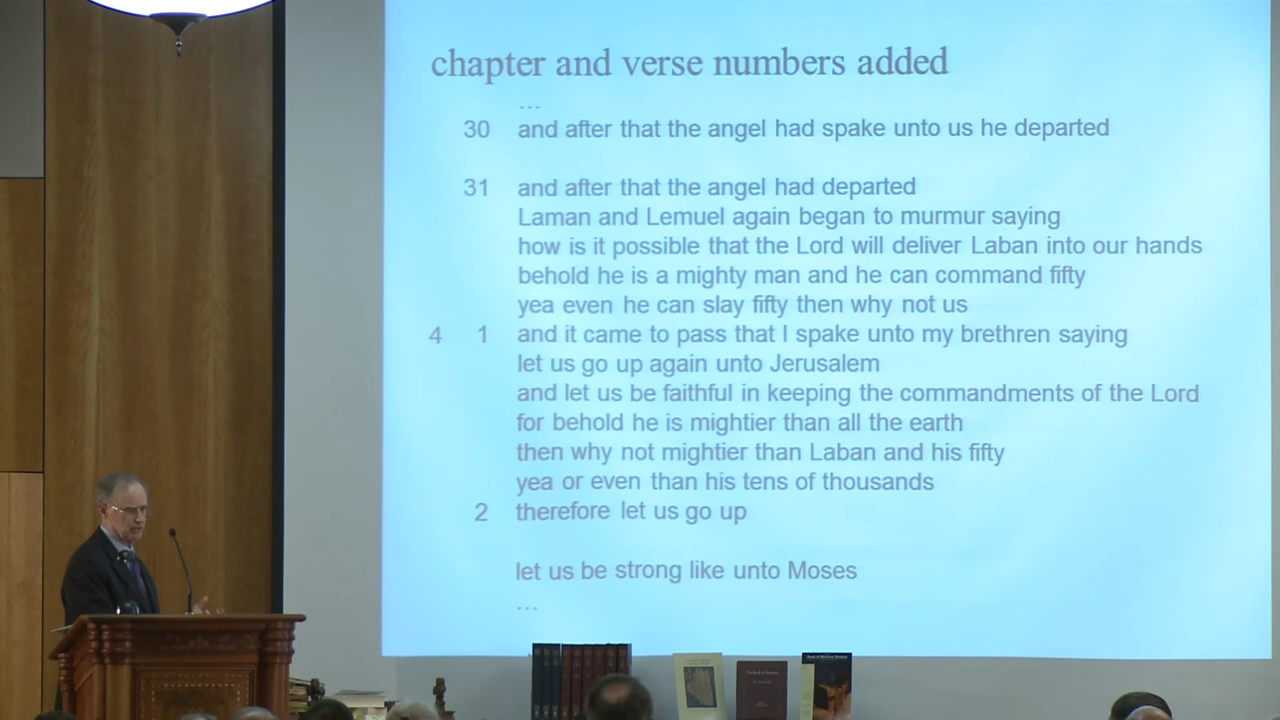 chapter and verse numbers added
...
30 and after that the angel had spake unto us he departed
31 and after that the angel had departed
Laman and Lemuel again began to murmur saying
how is it possible that the Lord will deliver Laban into our hands
behold he is a mighty man and he can command fifty
yea even he can slay fifty then why not us
4 1 and it came to pass that I spake unto my brethren saying
let us go up again unto Jerusalem
and let us be faithful in keeping the commandments of the Lord
for behold he is mightier than all the earth
then why not mightier than Laban and his fifty
yea or even than his tens of thousands
2 therefore let us go up
let us be strong like unto Moses
...